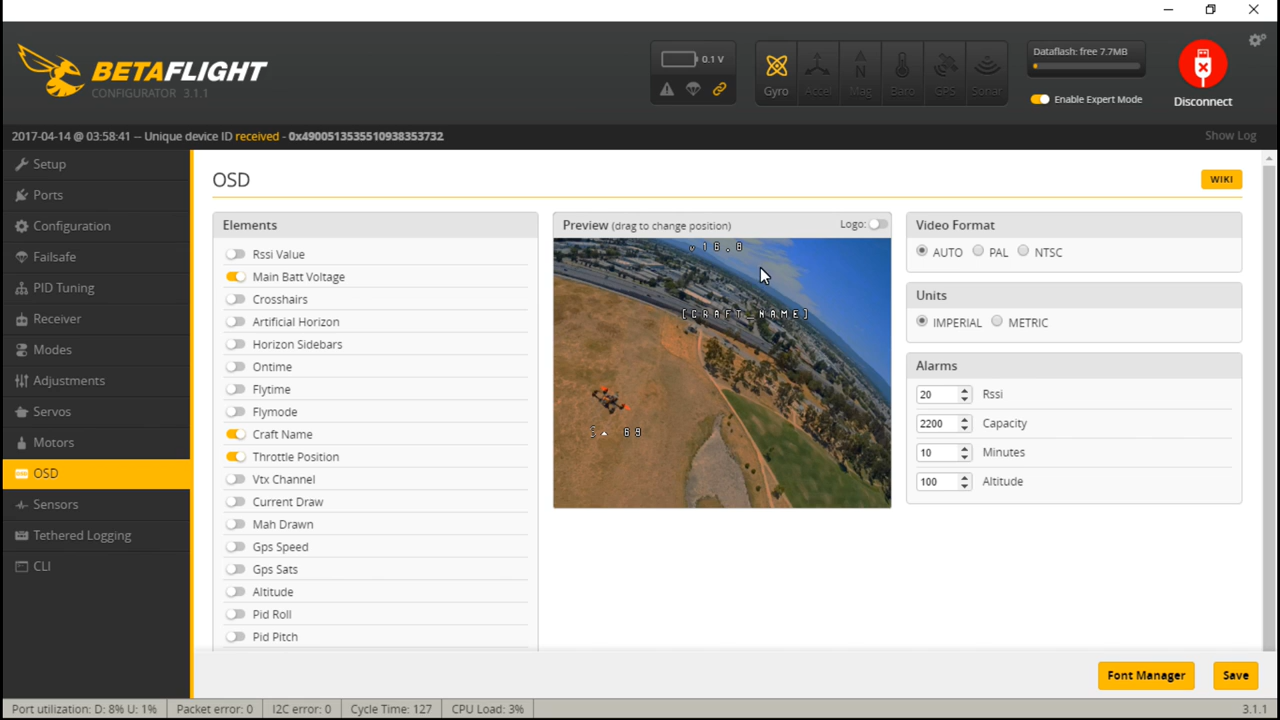 BETAFLIGHT
CONFIGURATOR 3.1.1
0.1 V
Gyro Accel Mag Baro GPS Sonar
Dataflash: free 7.7MB
Enable Expert Mode
Disconnect
2017-04-14 @ 03:58:41 -- Unique device ID received - 0x4900513535510938353732
Show Log
Setup
Ports
Configuration
Failsafe
PID Tuning
Receiver
Modes
Adjustments
Servos
Motors
OSD
Sensors
Tethered Logging
CLI
OSD
WIKI
Elements
Rssi Value
Main Batt Voltage
Crosshairs
Artificial Horizon
Horizon Sidebars
Ontime
Flytime
Flymode
Craft Name
Throttle Position
Vtx Channel
Current Draw
Mah Drawn
Gps Speed
Gps Sats
Altitude
Pid Roll
Pid Pitch
Preview (drag to change position)
Logo:
v16.8
[CRAFT_NAME]
69
Video Format
AUTO PAL NTSC
Units
IMPERIAL METRIC
Alarms
20 Rssi
2200 Capacity
10 Minutes
100 Altitude
Font Manager
Save
Port utilization: D: 8% U: 1% Packet error: 0 I2C error: 0 Cycle Time: 127 CPU Load: 3% 3.1.1